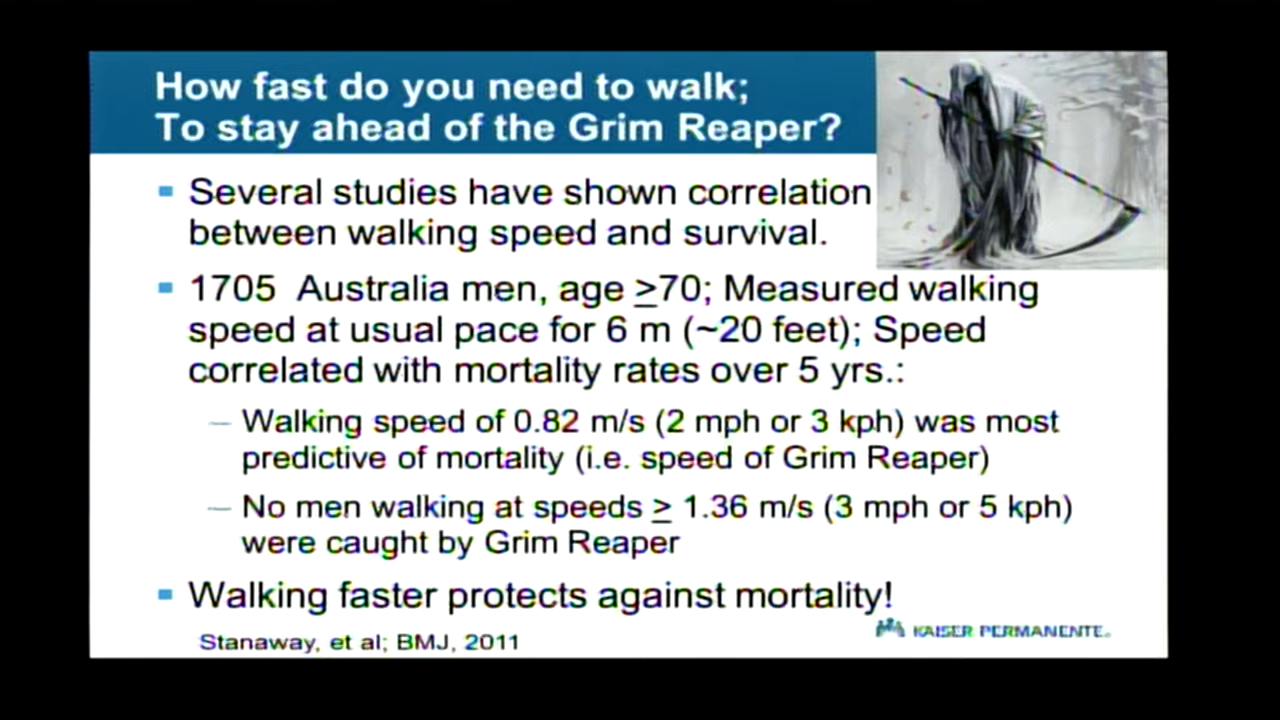 How fast do you need to walk;
To stay ahead of the Grim Reaper?
Several studies have shown correlation
between walking speed and survival.
1705 Australia men, age ≥70; Measured walking
speed at usual pace for 6 m (~20 feet); Speed
correlated with mortality rates over 5 yrs.:
– Walking speed of 0.82 m/s (2 mph or 3 kph) was most
predictive of mortality (i.e. speed of Grim Reaper)
– No men walking at speeds ≥ 1.36 m/s (3 mph or 5 kph)
were caught by Grim Reaper
Walking faster protects against mortality!
Stanaway, et al; BMJ, 2011
KAISER PERMANENTE®